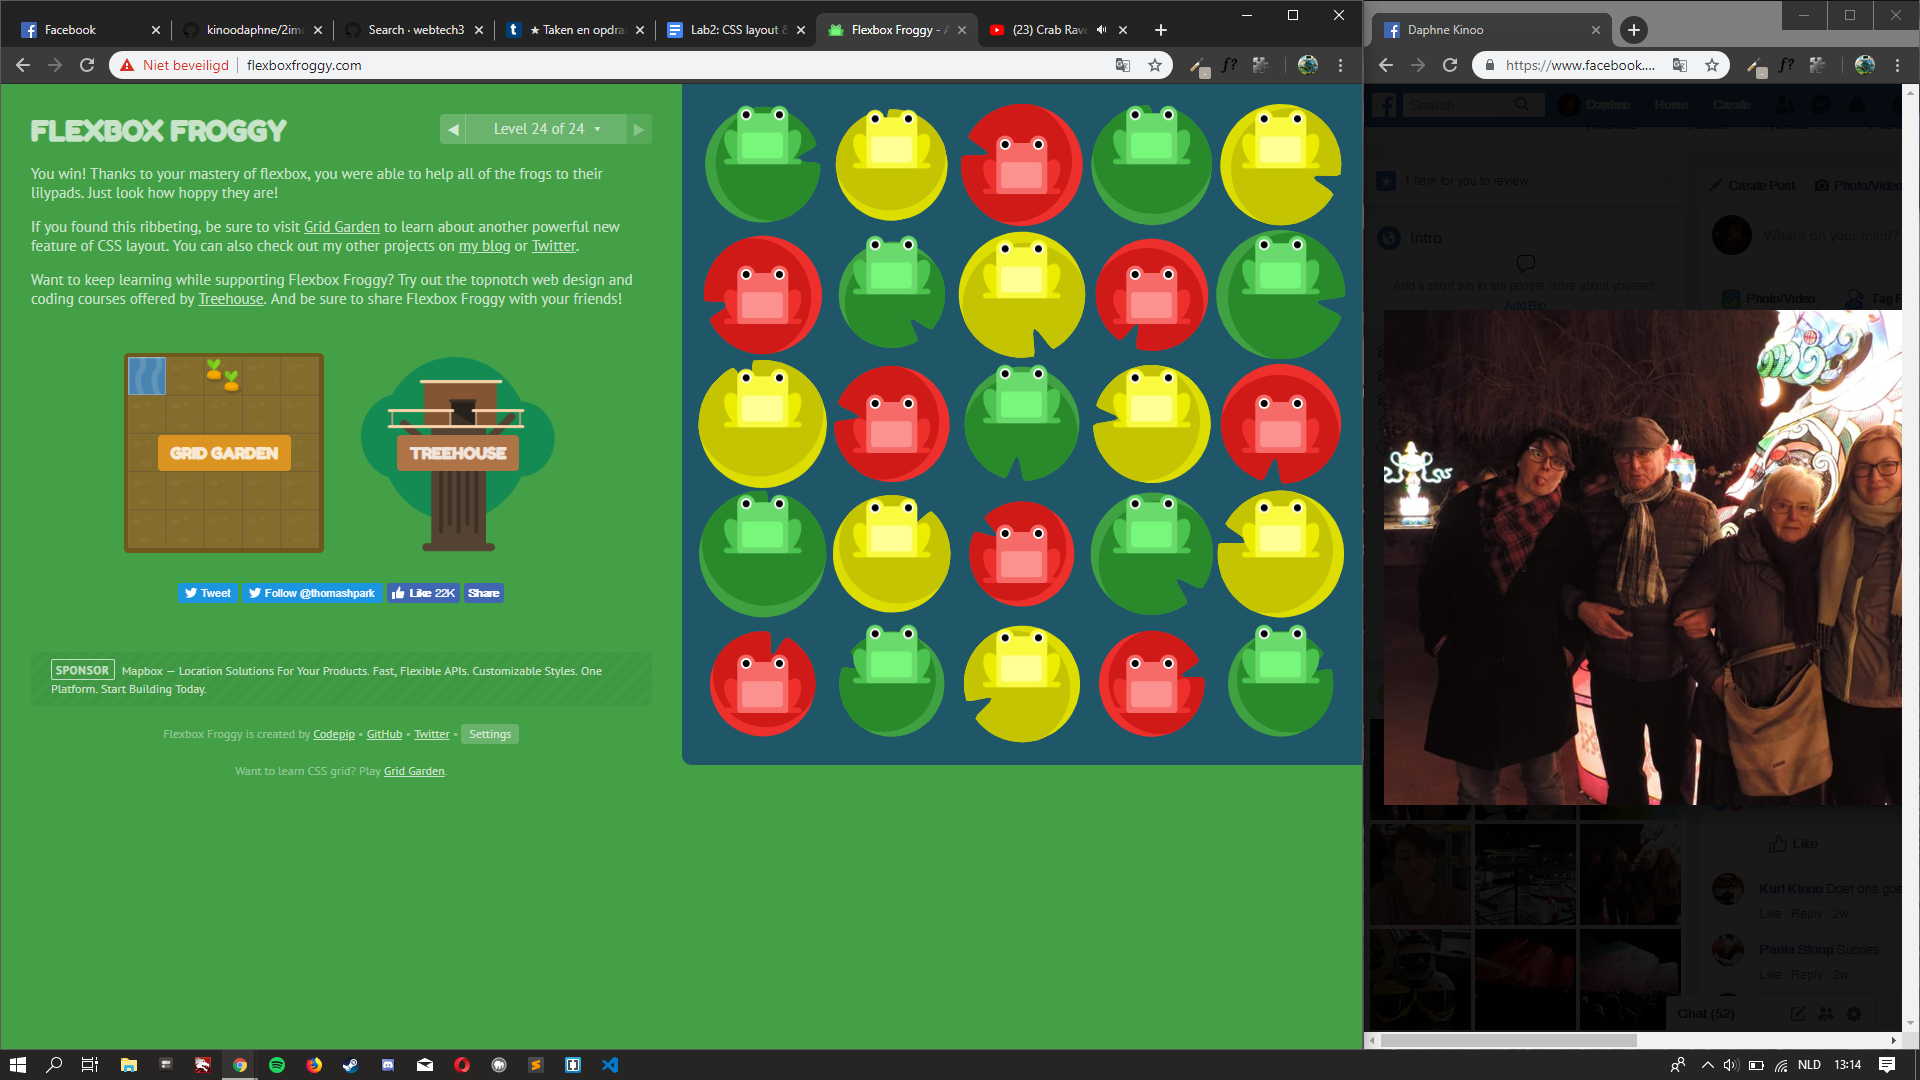 Facebook
kinoodaphne/2imd
Search · webtech3
★ Taken en opdra
Lab2: CSS layout &
Flexbox Froggy - A
(23) Crab Rave
Niet beveiligd
flexboxfroggy.com
FLEXBOX FROGGY
Level 24 of 24
You win! Thanks to your mastery of flexbox, you were able to help all of the frogs to their
lilypads. Just look how hoppy they are!
If you found this ribbeting, be sure to visit Grid Garden to learn about another powerful new
feature of CSS layout. You can also check out my other projects on my blog or Twitter.
Want to keep learning while supporting Flexbox Froggy? Try out the topnotch web design and
coding courses offered by Treehouse. And be sure to share Flexbox Froggy with your friends!
GRID GARDEN
TREEHOUSE
Tweet
Follow @thomashpark
Like 22K
Share
SPONSOR Mapbox — Location Solutions For Your Products. Fast, Flexible APIs. Customizable Styles. One
Platform. Start Building Today.
Flexbox Froggy is created by Codepip • GitHub • Twitter • Settings
Want to learn CSS grid? Play Grid Garden.
Daphne Kinoo
https://www.facebook....
Search
Daphne
Home
Create
1 item for you to review
Create Post
Photo/Video
Intro
What's on your mind?
Add a short bio to tell people more about yourself.
Add Bio
Photo/Video
Tag F
Like
Kurt Kinoo Doet ons goe
Like Reply 2w
Paula Stoop Succes
Like Reply 2w
Chat (52)
NLD
13:14